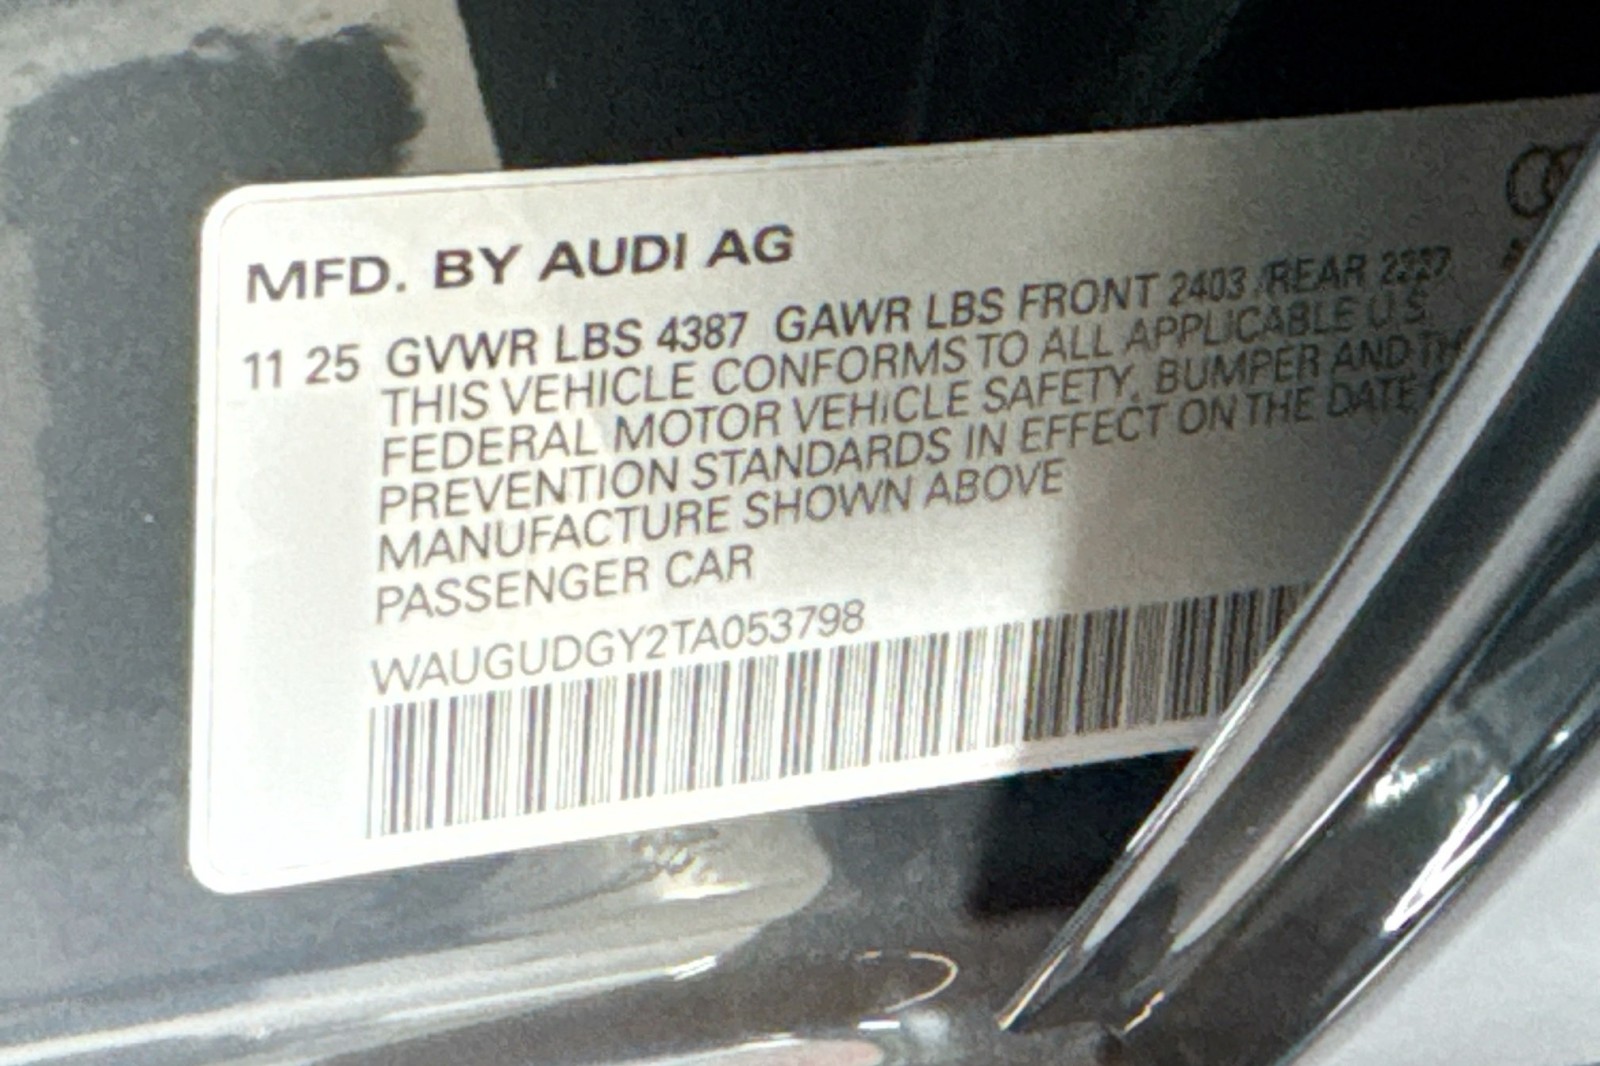 MFD. BY AUDI AG
11 25 GVWR LBS 4387 GAWR LBS FRONT 2403 /REAR 2227
THIS VEHICLE CONFORMS TO ALL APPLICABLE U.S.
FEDERAL MOTOR VEHICLE SAFETY, BUMPER AND
PREVENTION STANDARDS IN EFFECT ON THE DATE
MANUFACTURE SHOWN ABOVE
PASSENGER CAR
WAUGUDGY2TA053798